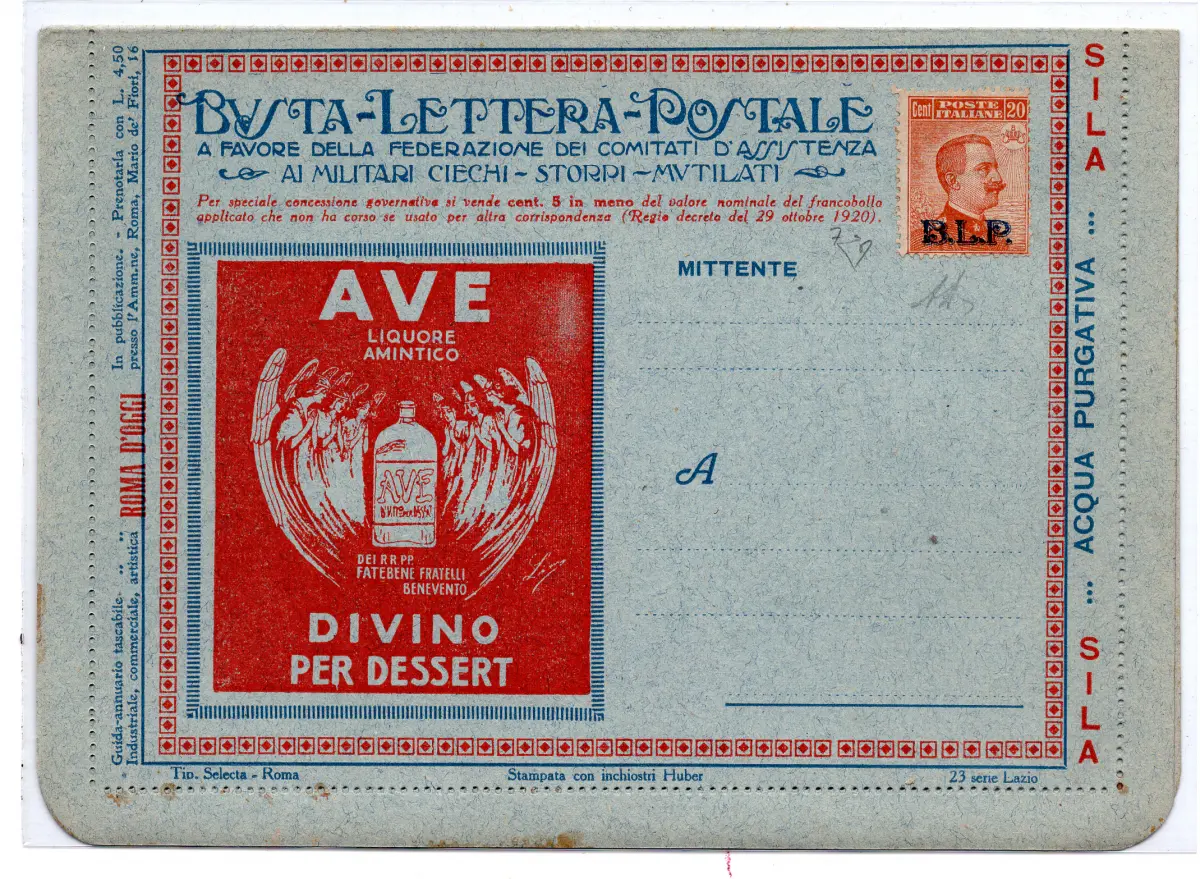 BVSTA-LETTERA-POSTALE
A FAVORE DELLA FEDERAZIONE DEI COMITATI D'ASSISTENZA
AI MILITARI CIECHI - STORPI - MVTILATI
Per speciale concessione governativa si vende cent. 5 in meno del valore nominale del francobollo
applicato che non ha corso se usato per altra corrispondenza (Regio decreto del 29 ottobre 1920).
Cent POSTE ITALIANE 20
B.L.P.
AVE
LIQUORE
AMINTICO
AVE
DEI RR PP.
FATEBENE FRATELLI
BENEVENTO
DIVINO
PER DESSERT
MITTENTE
A
Tip. Selecta - Roma
Stampata con inchiostri Huber
23 serie Lazio
Guida-annuario tascabile. .. .. ROMA D'OGGI In pubblicazione. - Prenotarla con L. 4,50
Industriale, commerciale, artistica presso l'Amm.ne, Roma, Mario de' Fiori, 16
SILA ... ACQUA PURGATIVA ... SILA